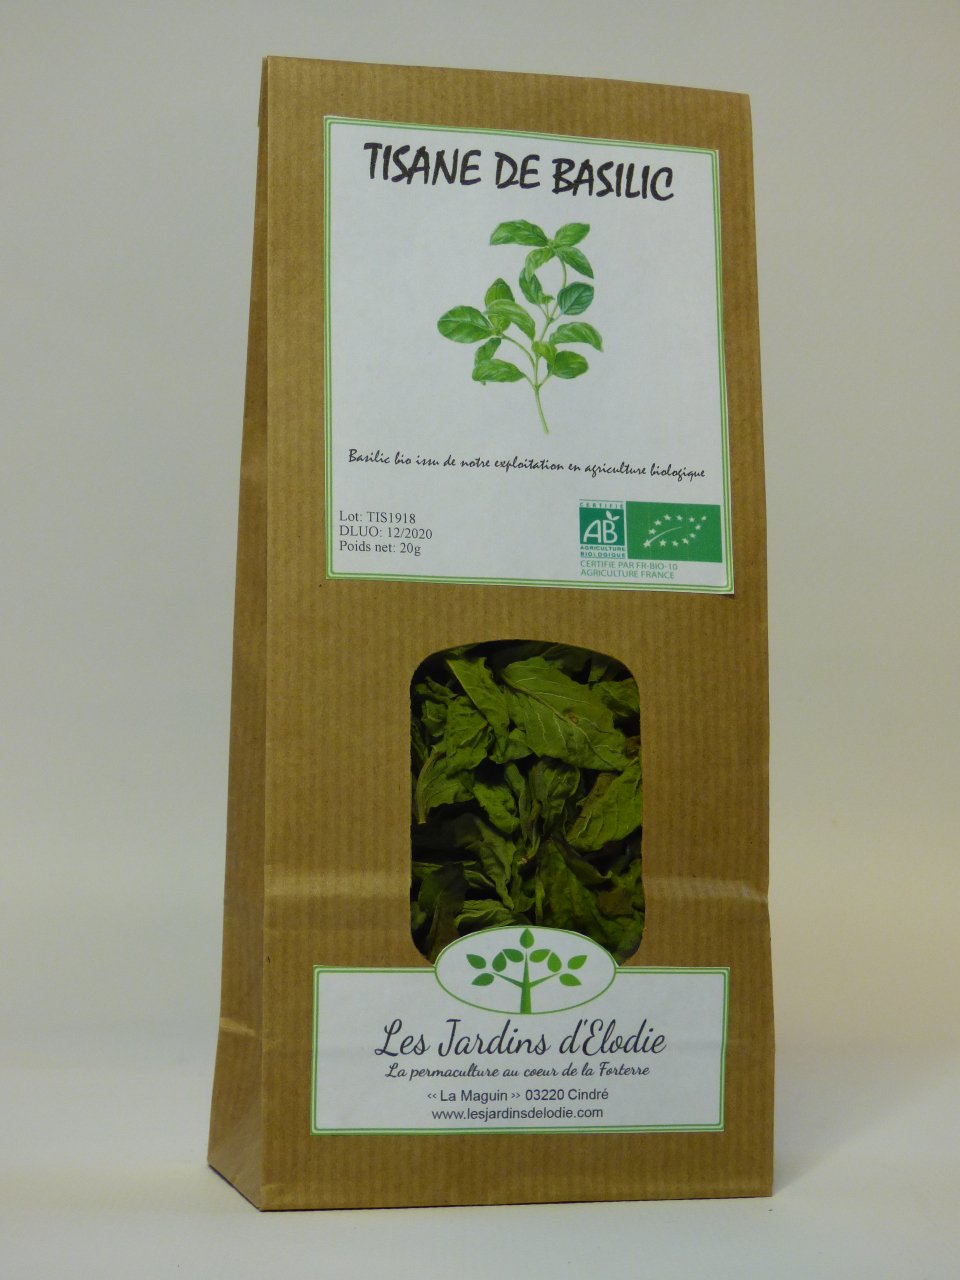 TISANE DE BASILIC
Basilic bio issu de notre exploitation en agriculture biologique
Lot: TIS1918
DLUO: 12/2020
Poids net: 20g
CERTIFIÉ
AB
AGRICULTURE
BIOLOGIQUE
CERTIFIE PAR FR-BIO-10
AGRICULTURE FRANCE
Les Jardins d'Elodie
La permaculture au coeur de la Forterre
<< La Maguin >> 03220 Cindré
www.lesjardinsdelodie.com